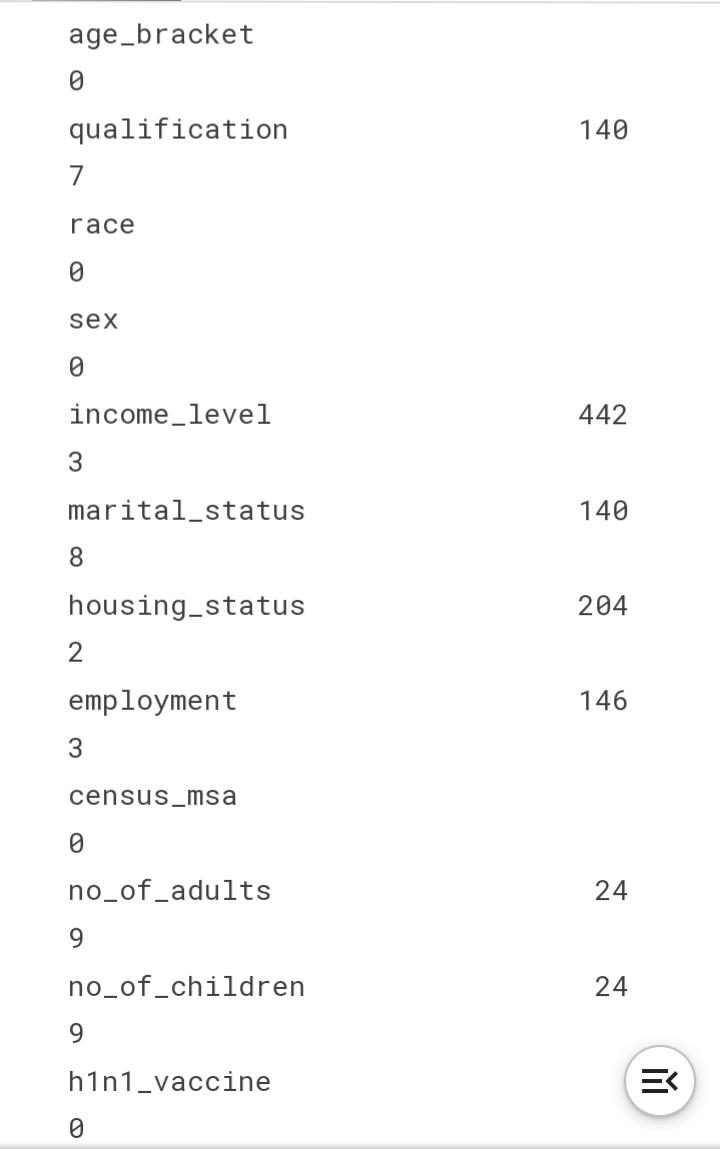 age_bracket
0
qualification 140
7
race
0
sex
0
income_level 442
3
marital_status 140
8
housing_status 204
2
employment 146
3
census_msa
0
no_of_adults 24
9
no_of_children 24
9
h1n1_vaccine
0